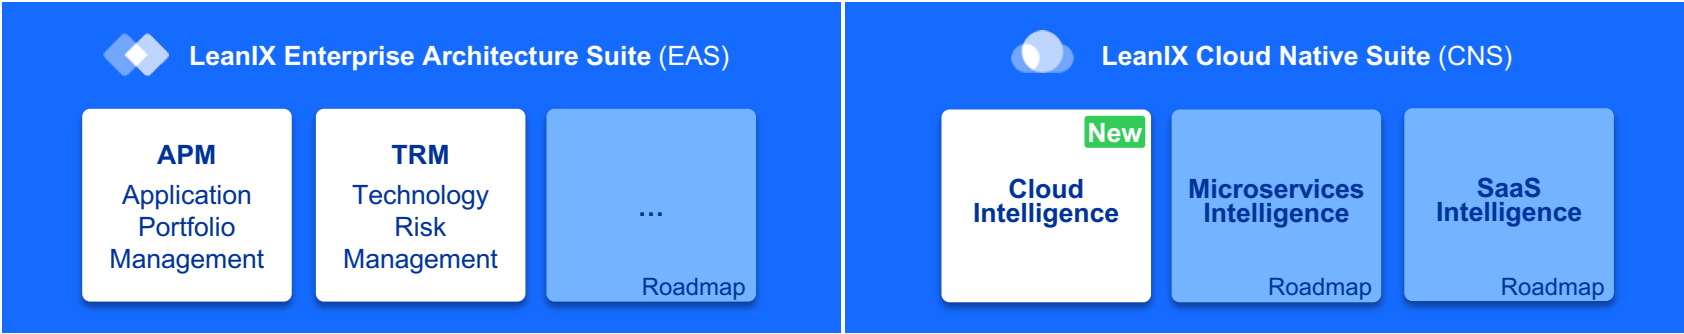 LeanIX Enterprise Architecture Suite (EAS)
APM
Application
Portfolio
Management
TRM
Technology
Risk
Management
...
Roadmap
LeanIX Cloud Native Suite (CNS)
New
Cloud
Intelligence
Microservices
Intelligence
Roadmap
SaaS
Intelligence
Roadmap